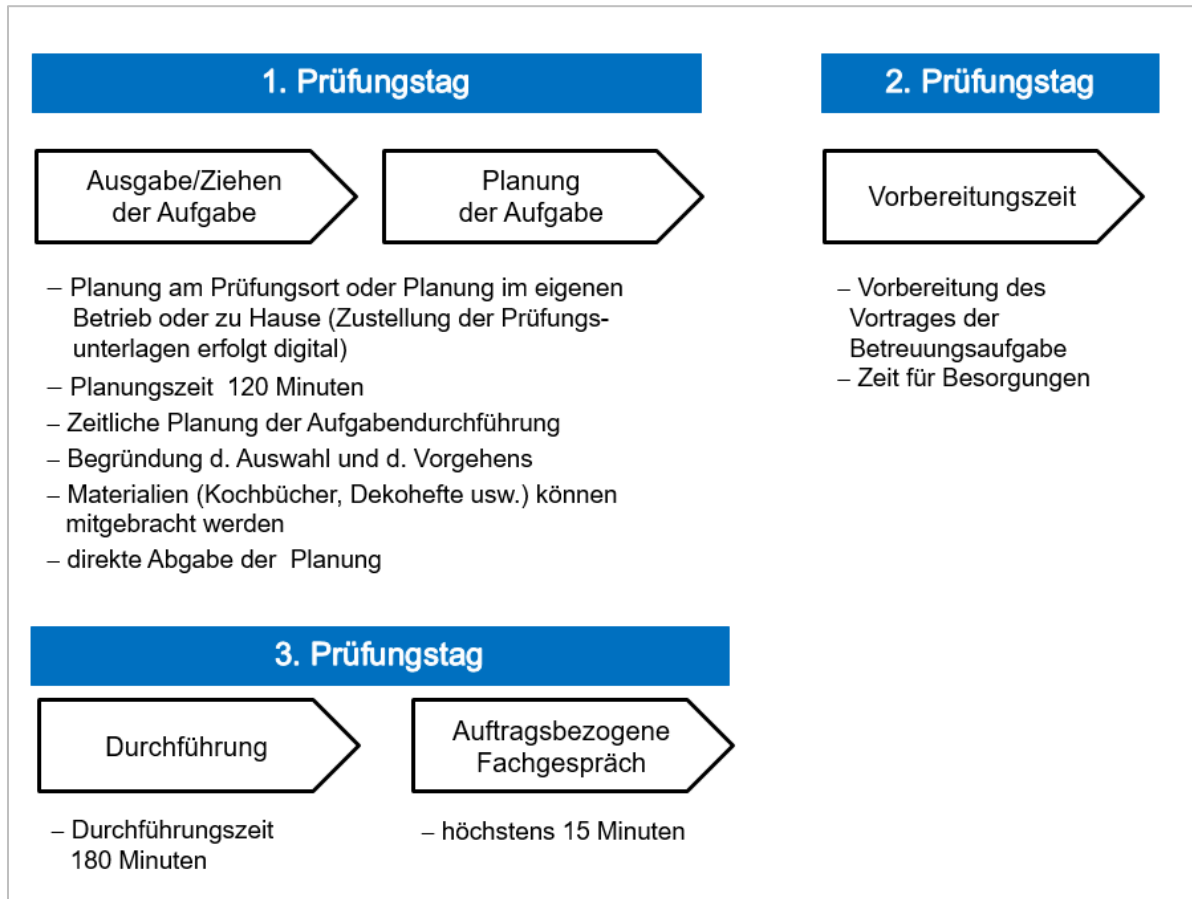 1. Prüfungstag
Ausgabe/Ziehen
der Aufgabe
Planung
der Aufgabe
– Planung am Prüfungsort oder Planung im eigenen
Betrieb oder zu Hause (Zustellung der Prüfungs-
unterlagen erfolgt digital)
– Planungszeit 120 Minuten
– Zeitliche Planung der Aufgabendurchführung
– Begründung d. Auswahl und d. Vorgehens
– Materialien (Kochbücher, Dekohefte usw.) können
mitgebracht werden
– direkte Abgabe der Planung
2. Prüfungstag
Vorbereitungszeit
– Vorbereitung des
Vortrages der
Betreuungsaufgabe
– Zeit für Besorgungen
3. Prüfungstag
Durchführung
– Durchführungszeit
180 Minuten
Auftragsbezogene
Fachgespräch
– höchstens 15 Minuten